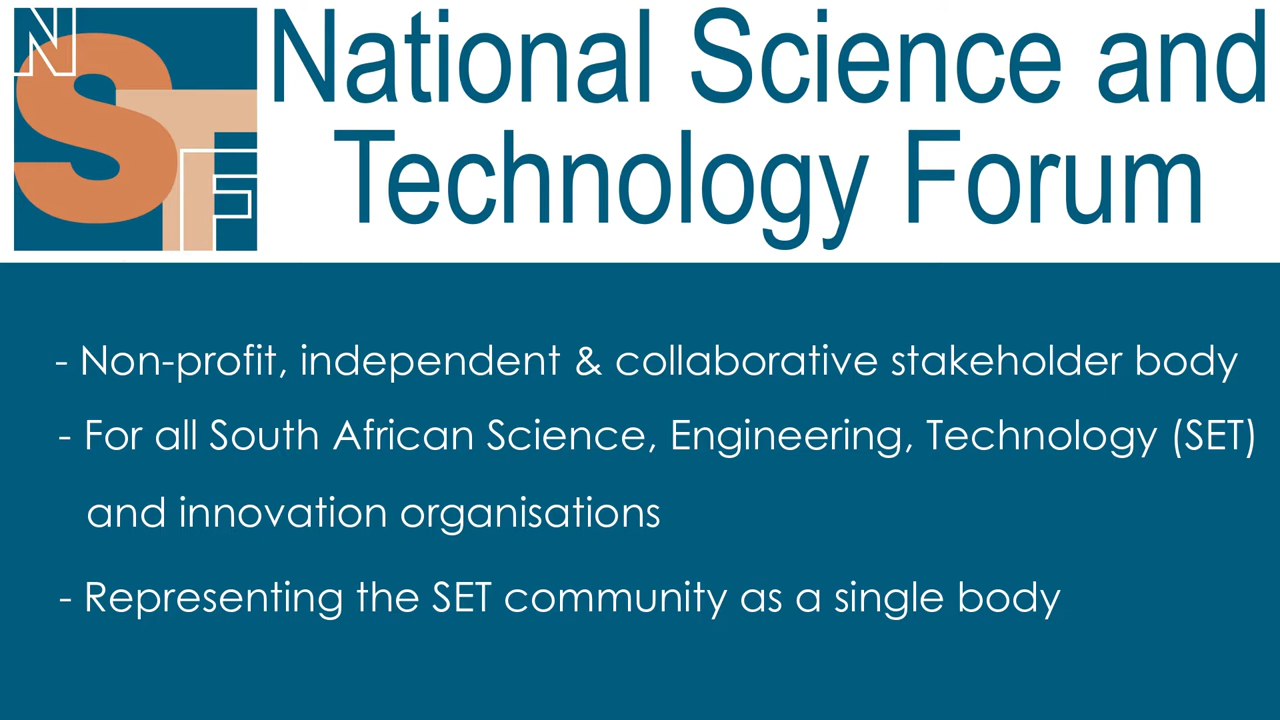 NSTF
National Science and
Technology Forum
- Non-profit, independent & collaborative stakeholder body
- For all South African Science, Engineering, Technology (SET)
and innovation organisations
- Representing the SET community as a single body